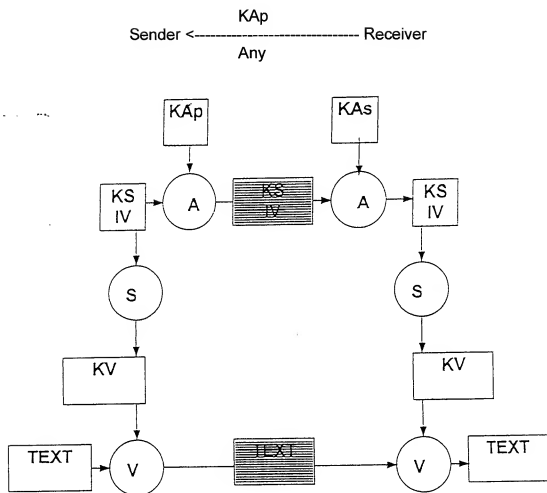 KAp
Sender <------------------------- Receiver
Any
KAp
KAs
KS
IV
A
KS
IV
A
KS
IV
S
S
KV
KV
TEXT
V
TEXT
V
TEXT